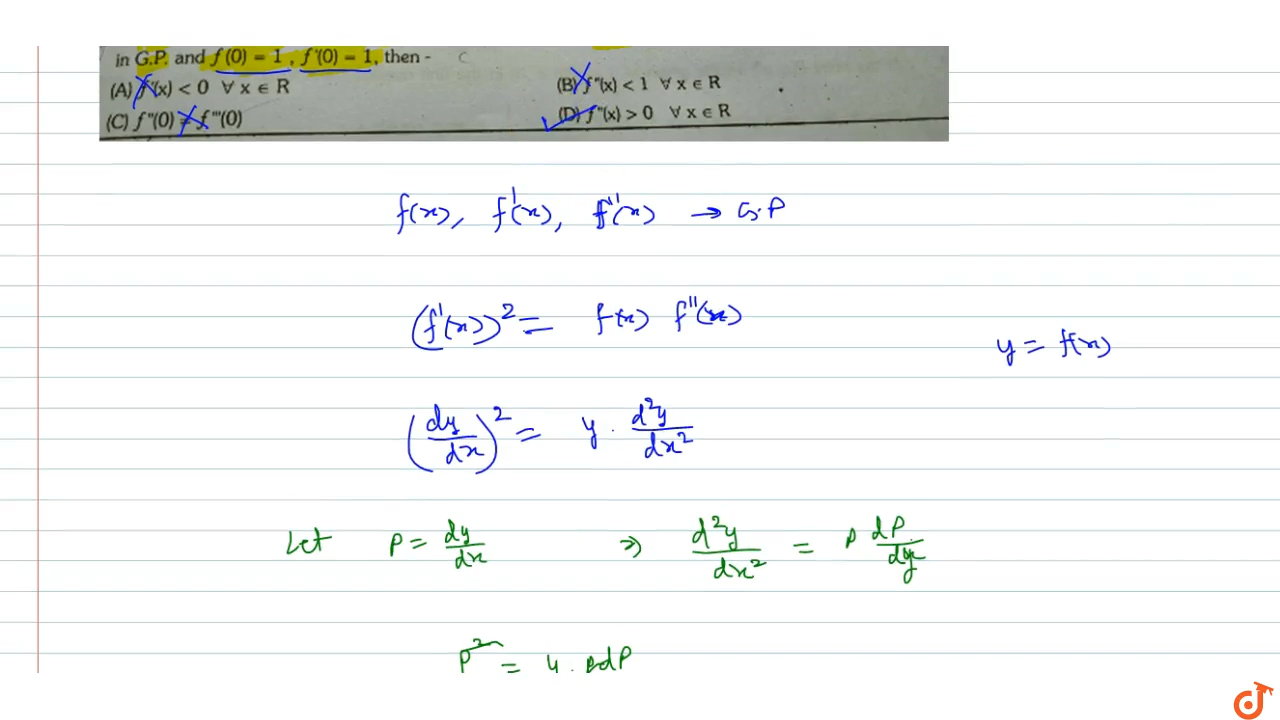 in G.P. and f(0) = 1, f'(0) = 1, then - C
(A) f''(x) < 0 ∀ x ∈ R (B) f''(x) < 1 ∀ x ∈ R
(C) f''(0) = f'''(0) (D) f''(x) > 0 ∀ x ∈ R
f(x), f'(x), f''(x) → G.P
(f'(x))² = f(x) f''(x)
y = f(x)
(dy/dx)² = y . d²y/dx²
Let P = dy/dx ⇒ d²y/dx² = P dP/dy
P² = y . PdP